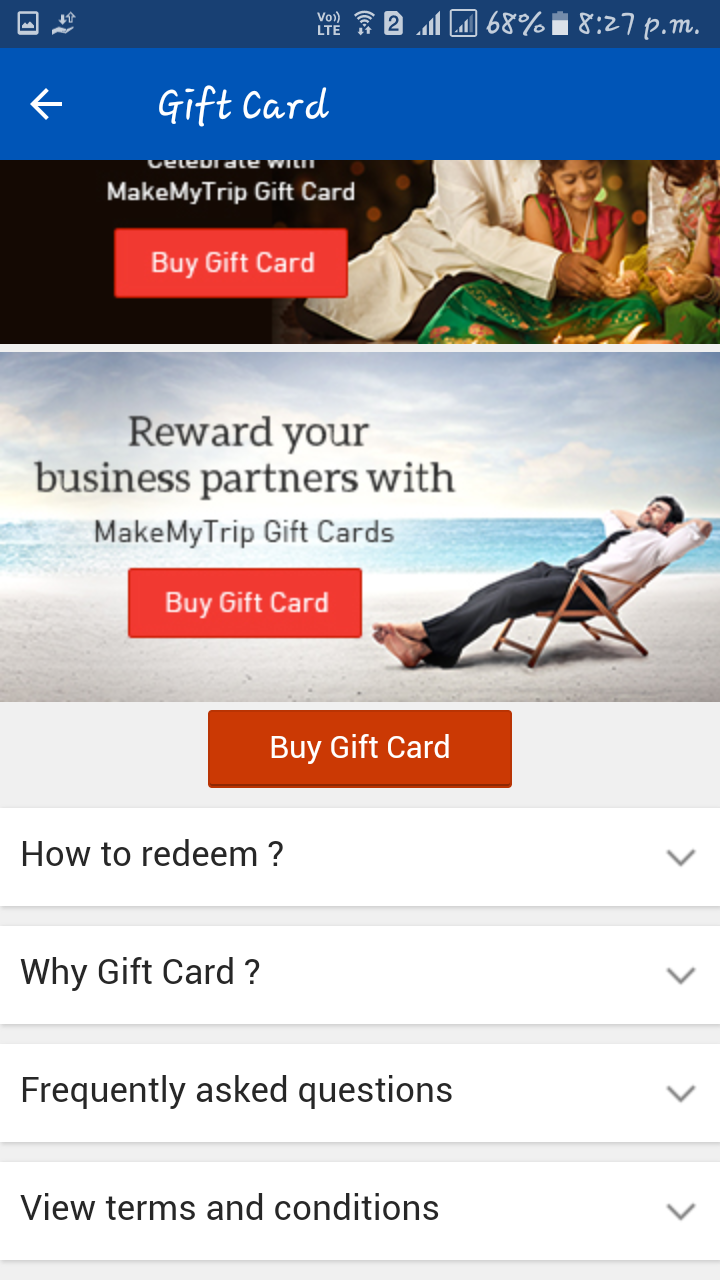 Vo)) LTE 2 68% 8:27 p.m.
Gift Card
Celebrate with
MakeMyTrip Gift Card
Buy Gift Card
Reward your
business partners with
MakeMyTrip Gift Cards
Buy Gift Card
Buy Gift Card
How to redeem ?
Why Gift Card ?
Frequently asked questions
View terms and conditions